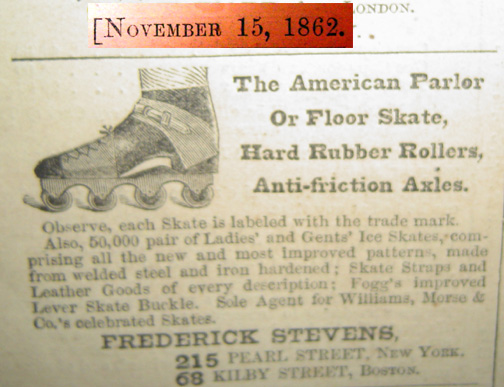 LONDON.
[NOVEMBER 15, 1862.
The American Parlor
Or Floor Skate,
Hard Rubber Rollers,
Anti-friction Axles.
Observe, each Skate is labeled with the trade mark.
Also, 50,000 pair of Ladies' and Gents' Ice Skates, com-
prising all the new and most improved patterns, made
from welded steel and iron hardened; Skate Straps and
Leather Goods of every description; Fogg's improved
Lever Skate Buckle. Sole Agent for Williams, Morse &
Co.'s celebrated Skates.
FREDERICK STEVENS,
215 PEARL STREET, NEW YORK.
68 KILBY STREET, BOSTON.